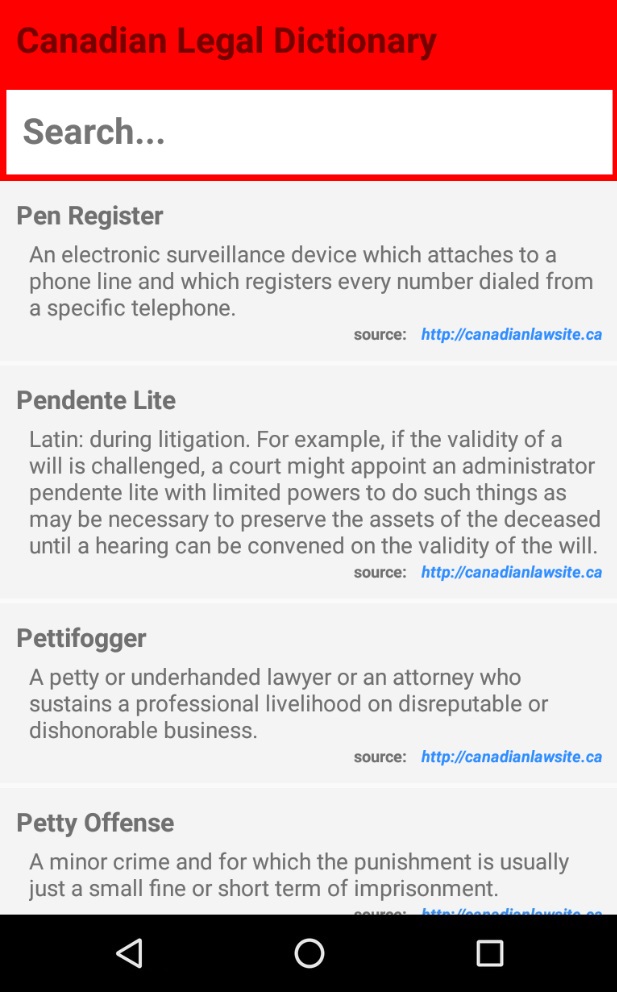 Canadian Legal Dictionary
Search...
Pen Register
An electronic surveillance device which attaches to a
phone line and which registers every number dialed from
a specific telephone.
source: http://canadianlawsite.ca
Pendente Lite
Latin: during litigation. For example, if the validity of a
will is challenged, a court might appoint an administrator
pendente lite with limited powers to do such things as
may be necessary to preserve the assets of the deceased
until a hearing can be convened on the validity of the will.
source: http://canadianlawsite.ca
Pettifogger
A petty or underhanded lawyer or an attorney who
sustains a professional livelihood on disreputable or
dishonorable business.
source: http://canadianlawsite.ca
Petty Offense
A minor crime and for which the punishment is usually
just a small fine or short term of imprisonment.
source: http://canadianlawsite.ca